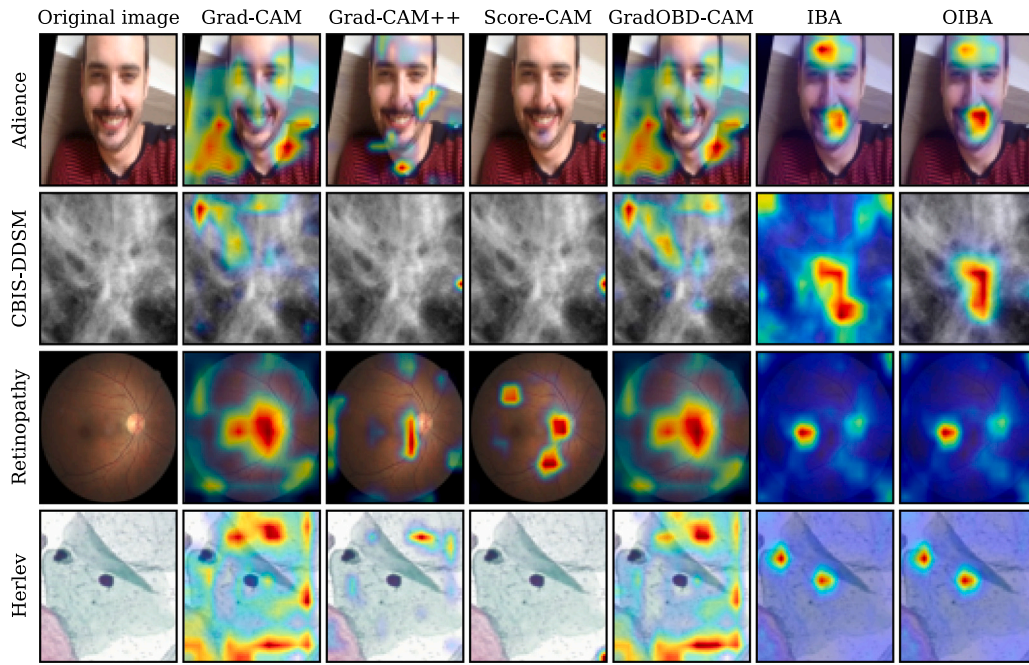 Original image Grad-CAM Grad-CAM++ Score-CAM GradOBD-CAM IBA OIBA
Adience
CBIS-DDSM
Retinopathy
Herlev